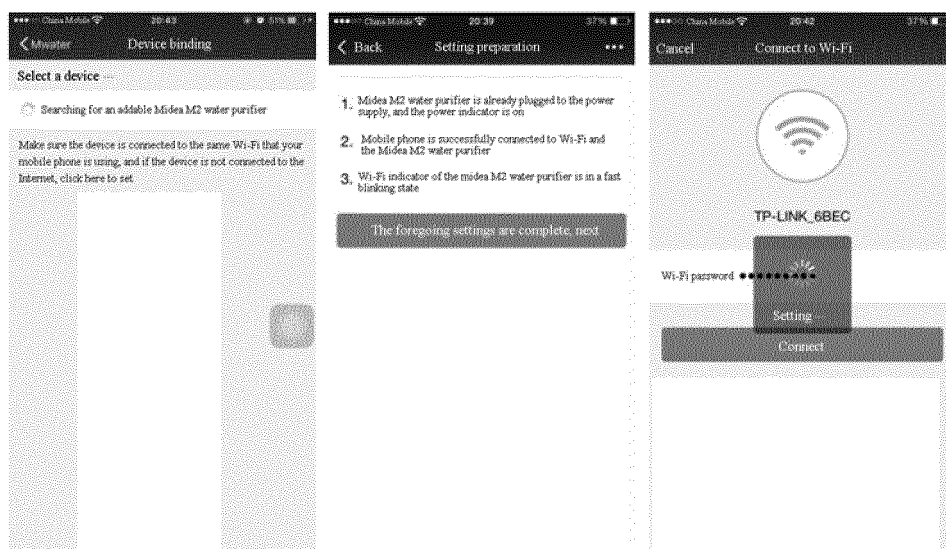 China Mobile 20:43 51%
Mwater Device binding
Select a device
Searching for an addable Midea M2 water purifier
Make sure the device is connected to the same Wi-Fi that your
mobile phone is using, and if the device is not connected to the
Internet, click here to set
China Mobile 20:39 37%
Back Setting preparation •••
1. Midea M2 water purifier is already plugged to the power
supply, and the power indicator is on
2. Mobile phone is successfully connected to Wi-Fi and
the Midea M2 water purifier
3. Wi-Fi indicator of the midea M2 water purifier is in a fast
blinking state
The foregoing settings are complete, next
China Mobile 20:42 37%
Cancel Connect to Wi-Fi
TP-LINK_6BEC
Wi-Fi password
Setting
Connect